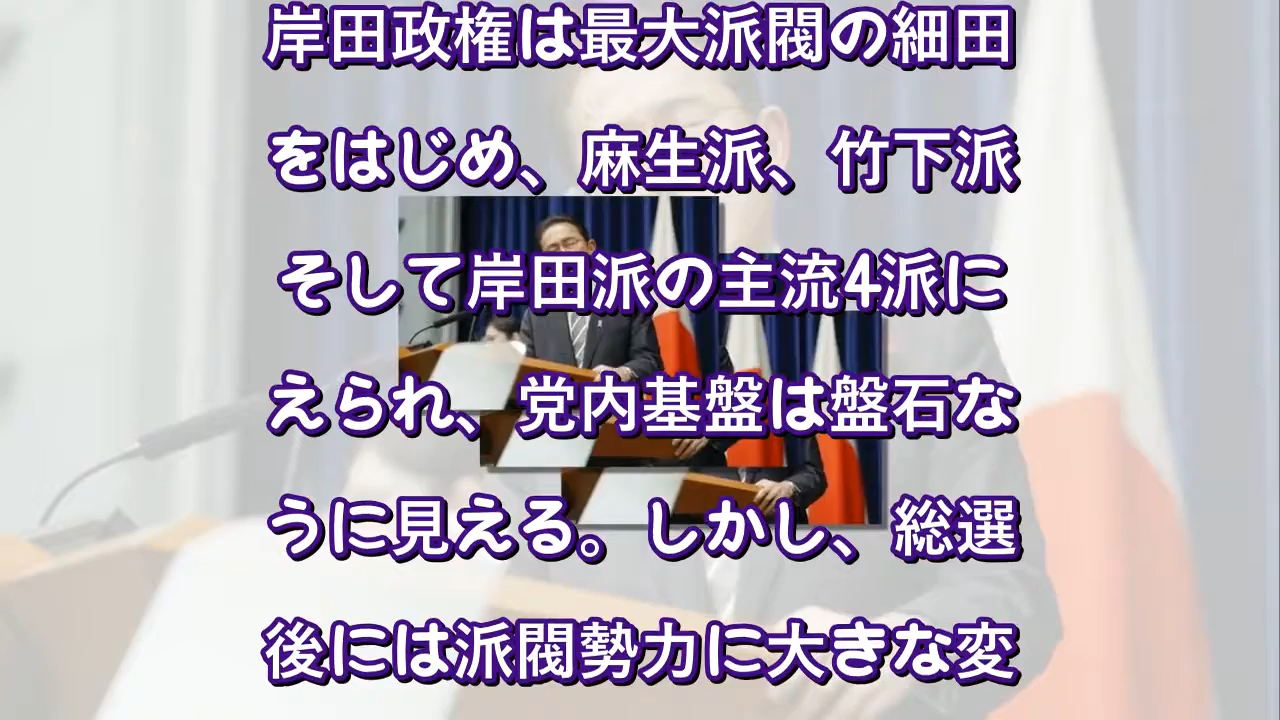 岸田政権は最大派閥の細田
をはじめ、麻生派、竹下派
そして岸田派の主流4派に
えられ、党内基盤は盤石な
うに見える。しかし、総選
後には派閥勢力に大きな変